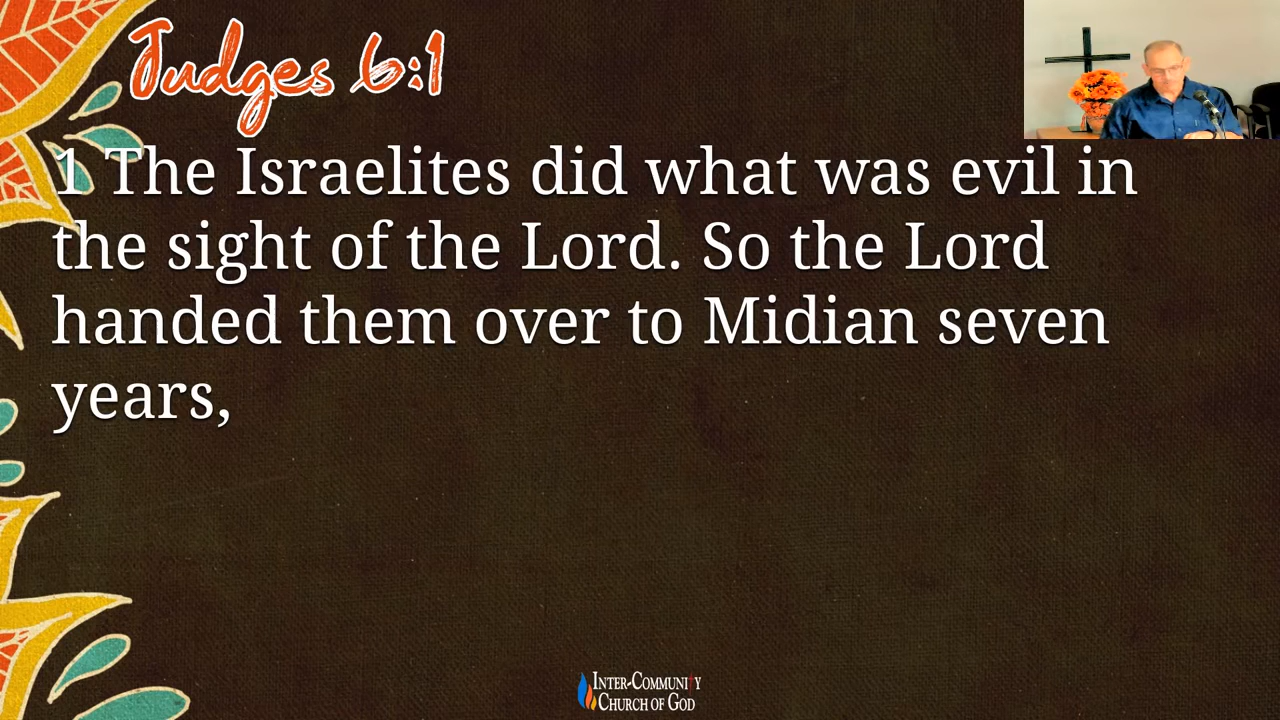 Judges 6:1
1 The Israelites did what was evil in
the sight of the Lord. So the Lord
handed them over to Midian seven
years,
INTER-COMMUNITY
CHURCH OF GOD